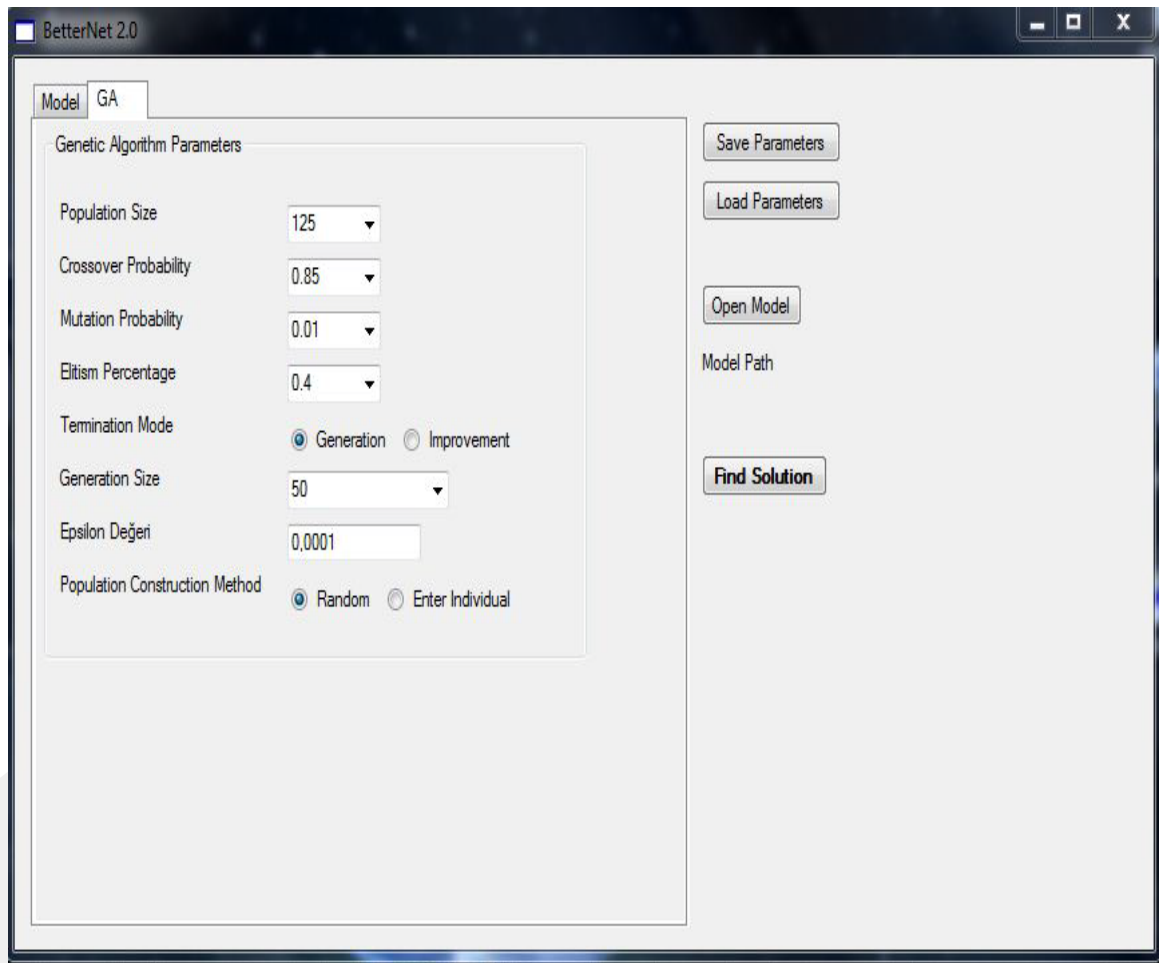 BetterNet 2.0
Model GA
Genetic Algorithm Parameters
Population Size 125
Crossover Probability 0.85
Mutation Probability 0.01
Elitism Percentage 0.4
Termination Mode Generation Improvement
Generation Size 50
Epsilon Değeri 0,0001
Population Construction Method Random Enter Individual
Save Parameters
Load Parameters
Open Model
Model Path
Find Solution